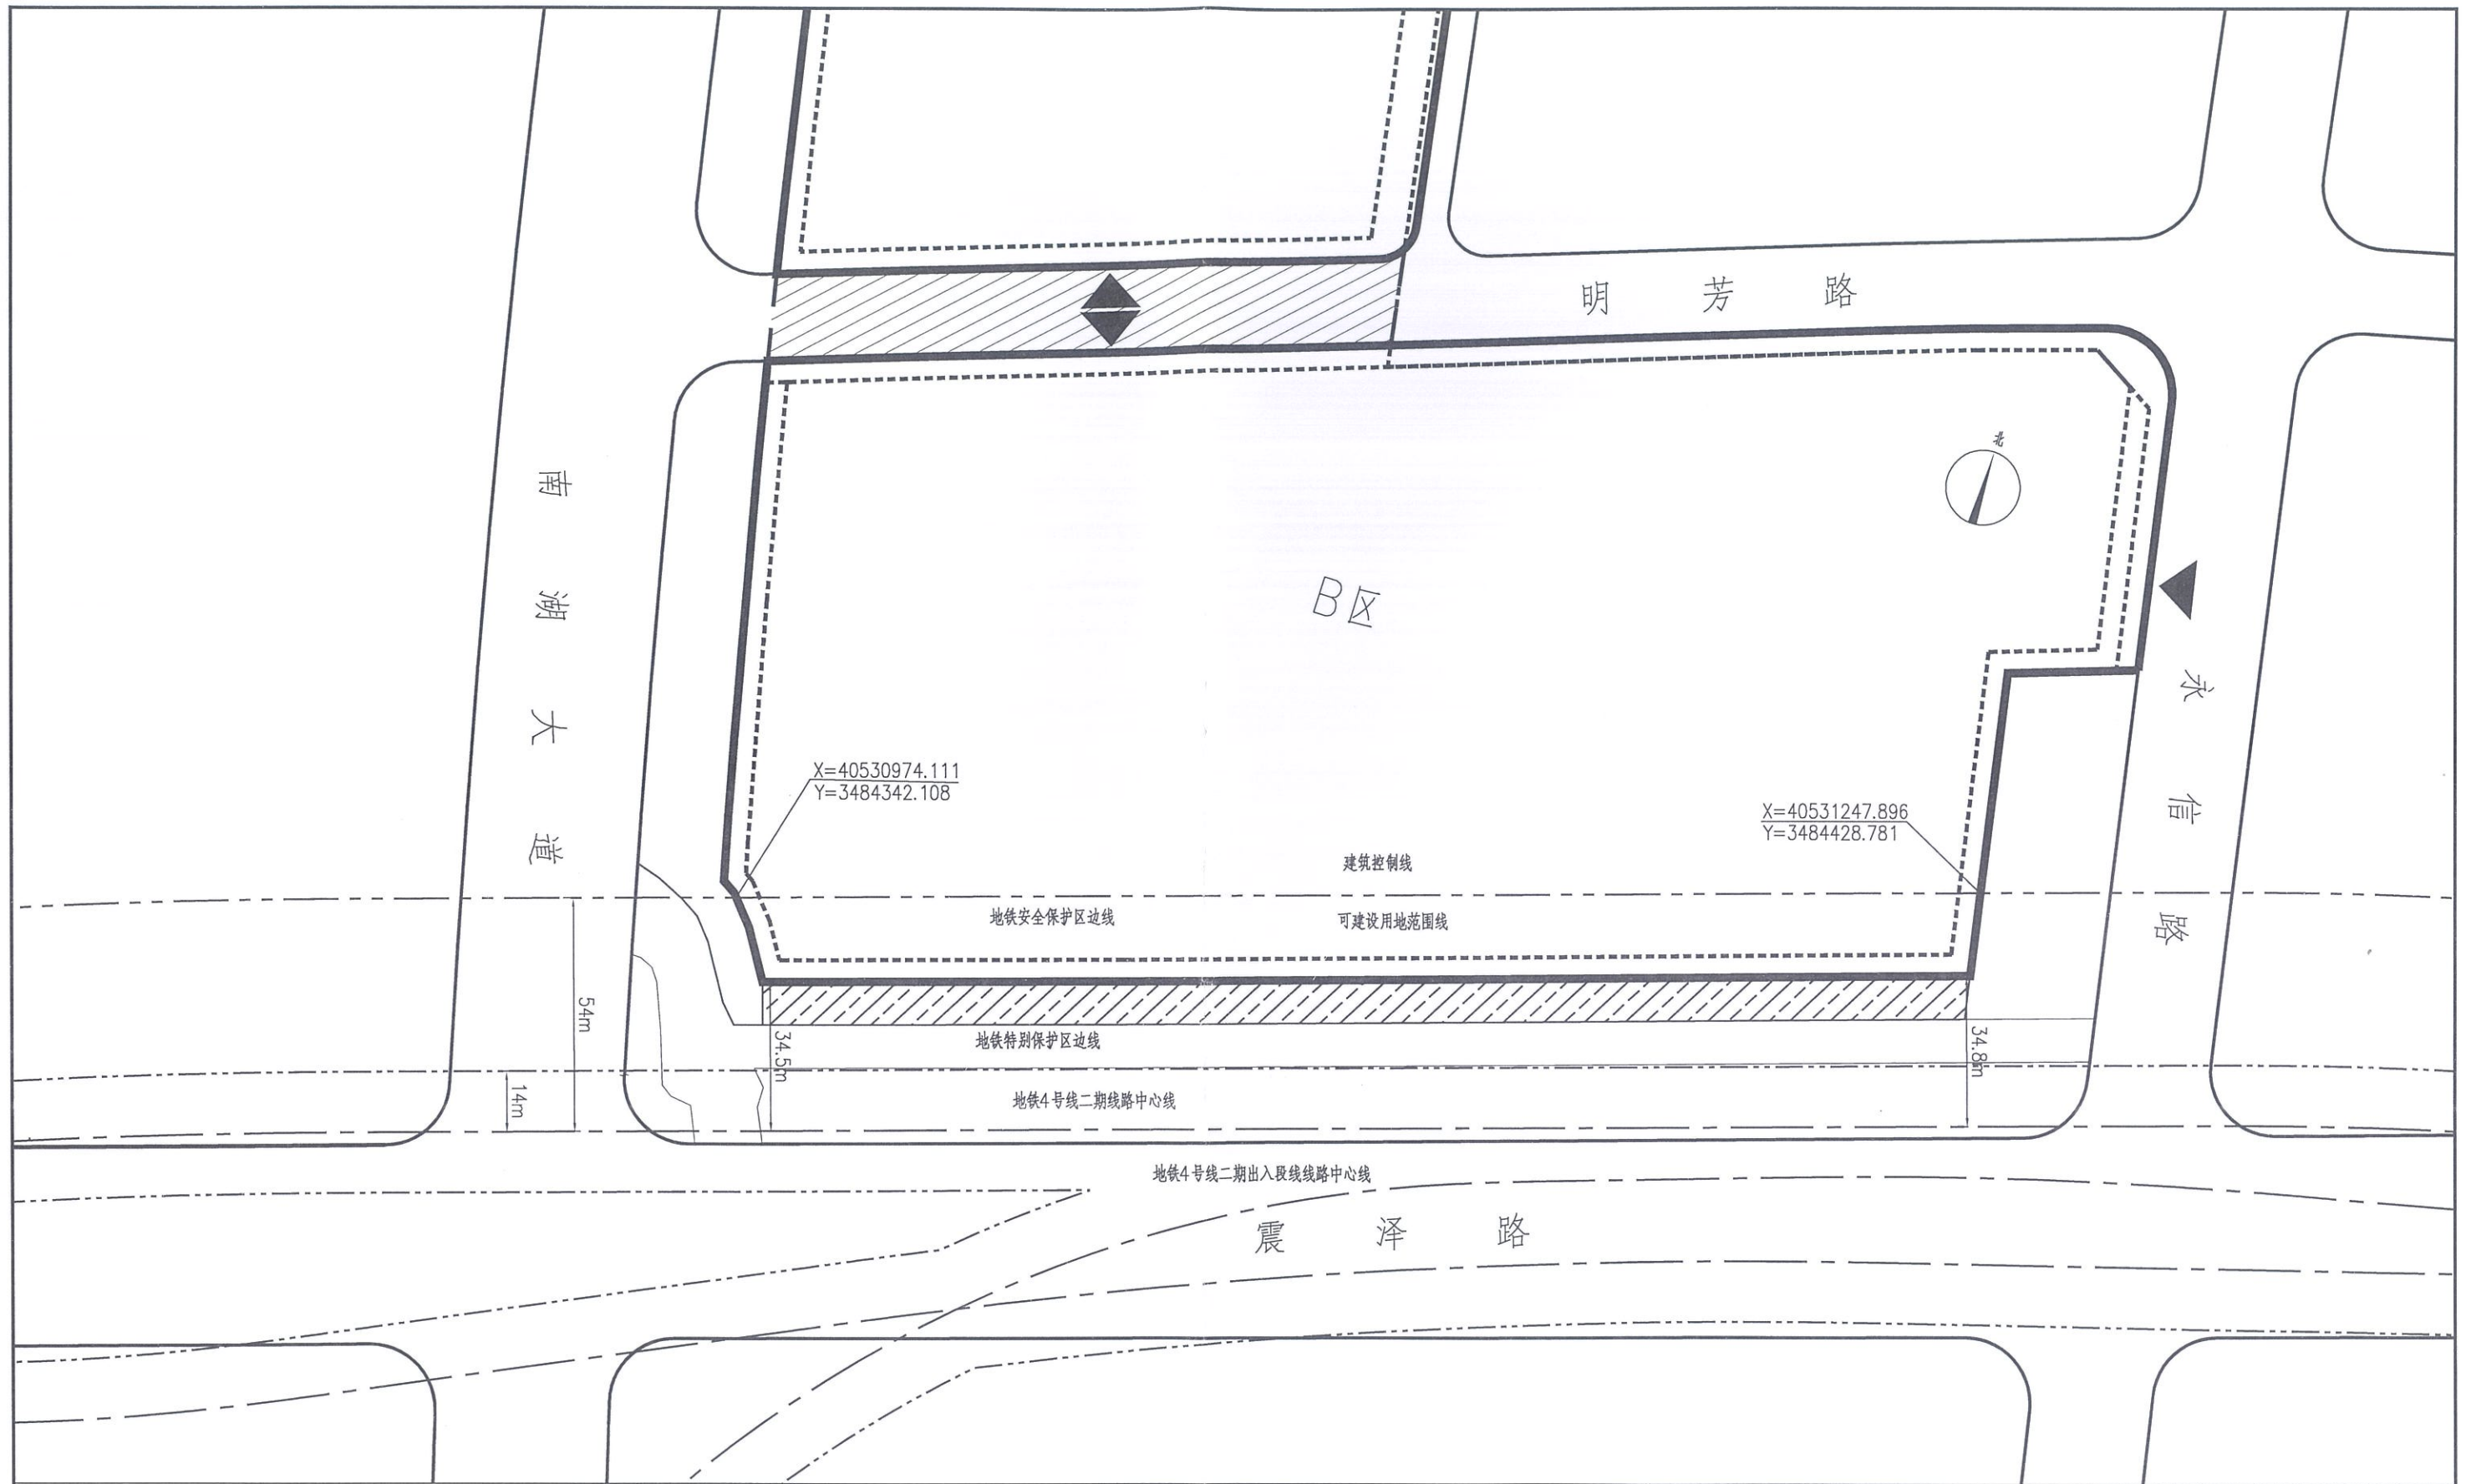 明芳路
北
南湖大道
B区
永信路
X=40530974.111
Y=3484342.108
X=40531247.896
Y=3484428.781
建筑控制线
地铁安全保护区边线
可建设用地范围线
54m
34.5m
34.8m
地铁特别保护区边线
14m
地铁4号线二期线路中心线
地铁4号线二期出入段线线路中心线
震泽路